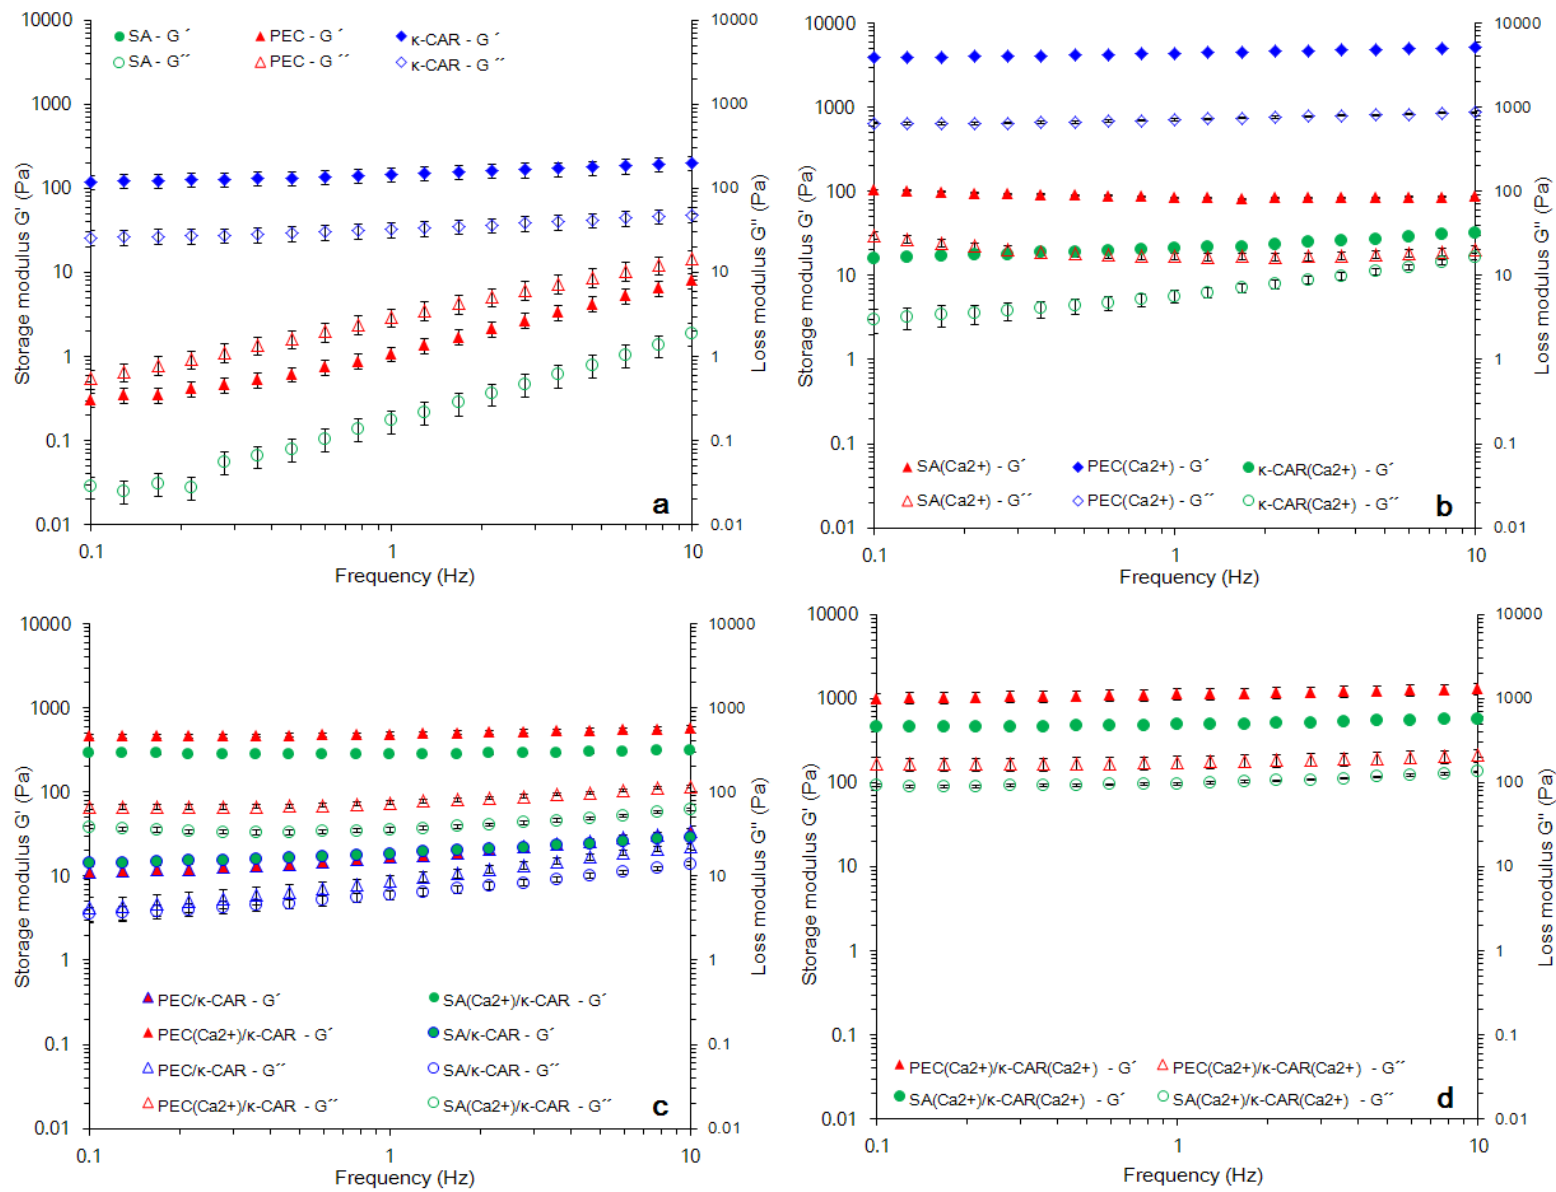 SA - G ´
PEC - G ´
κ-CAR - G ´
SA - G´´
PEC - G ´´
κ-CAR - G ´´
10000
1000
100
10
1
0.1
0.01
Storage modulus G' (Pa)
10000
1000
100
10
1
0.1
0.01
Loss modulus G'' (Pa)
a
0.1
1
10
Frequency (Hz)
10000
1000
100
10
1
0.1
0.01
Storage modulus G' (Pa)
10000
1000
100
10
1
0.1
0.01
Loss modulus G'' (Pa)
SA(Ca2+) - G´
PEC(Ca2+) - G´
κ-CAR(Ca2+) - G´
SA(Ca2+) - G´´
PEC(Ca2+) - G´´
κ-CAR(Ca2+) - G´´
b
0.1
1
10
Frequency (Hz)
10000
1000
100
10
1
0.1
0.01
Storage modulus G' (Pa)
10000
1000
100
10
1
0.1
0.01
Loss modulus G'' (Pa)
PEC/κ-CAR - G´
SA(Ca2+)/κ-CAR - G´
PEC(Ca2+)/κ-CAR - G´
SA/κ-CAR - G´
PEC/κ-CAR - G´´
SA/κ-CAR - G´´
PEC(Ca2+)/κ-CAR - G´´
SA(Ca2+)/κ-CAR - G´´
c
0.1
1
10
Frequency (Hz)
10000
1000
100
10
1
0.1
0.01
Storage modulus G' (Pa)
10000
1000
100
10
1
0.1
0.01
Loss modulus G'' (Pa)
PEC(Ca2+)/κ-CAR(Ca2+) - G´
PEC(Ca2+)/κ-CAR(Ca2+) - G´´
SA(Ca2+)/κ-CAR(Ca2+) - G´
SA(Ca2+)/κ-CAR(Ca2+) - G´´
d
0.1
1
10
Frequency (Hz)